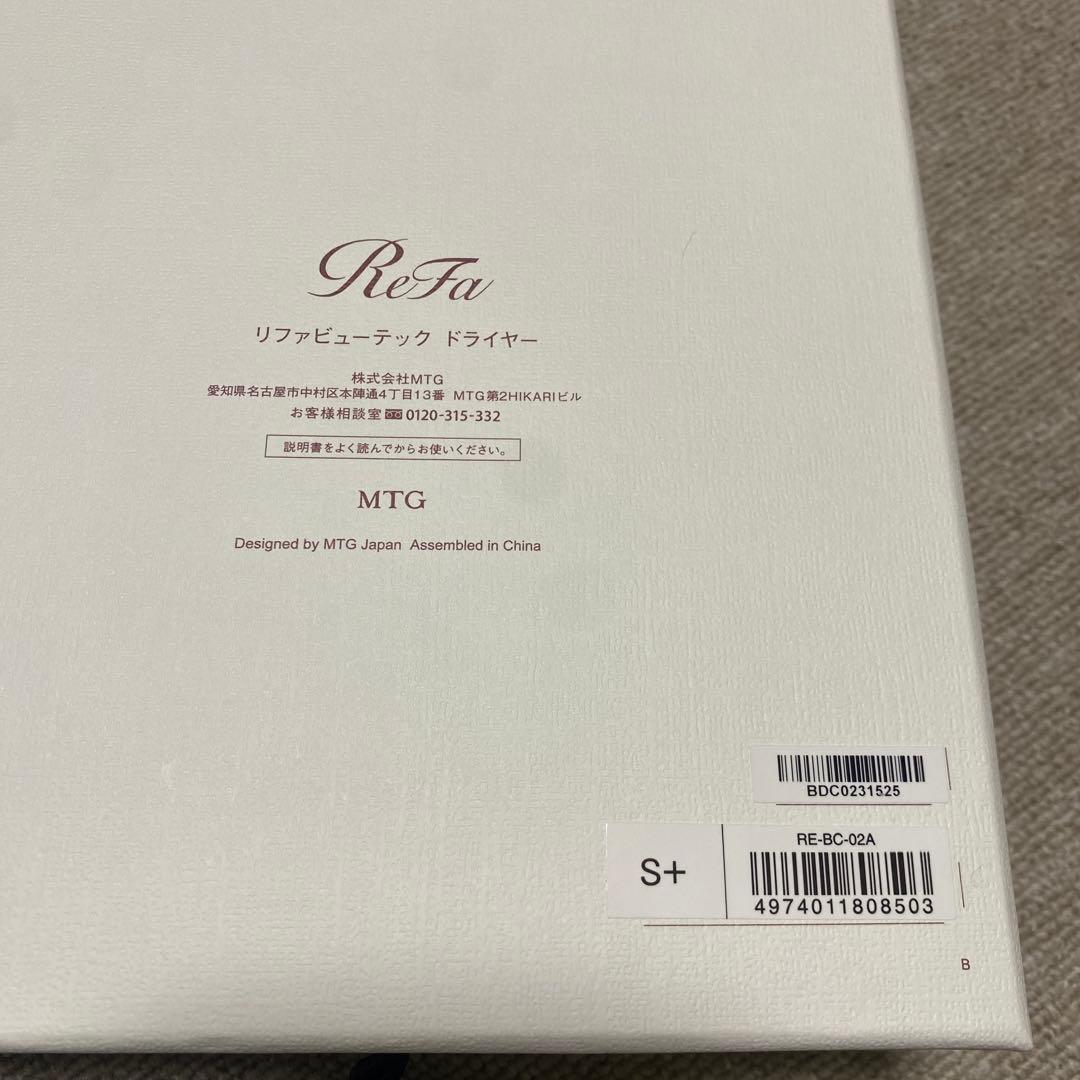 ReFa
リファビューテック ドライヤー
株式会社MTG
愛知県名古屋市中村区本陣通4丁目13番 MTG第2HIKARIビル
お客様相談室 0120-315-332
説明書をよく読んでからお使いください。
MTG
Designed by MTG Japan Assembled in China
BDC0231525
S+
RE-BC-02A
4974011808503
B